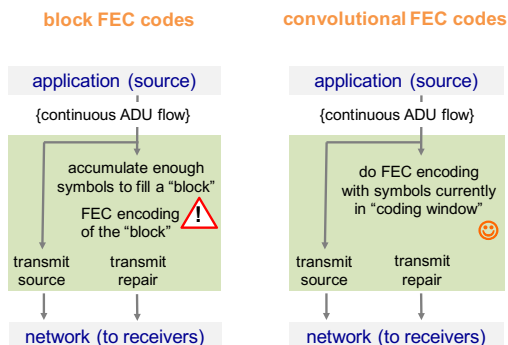 block FEC codes
application (source)
{continuous ADU flow}
accumulate enough
symbols to fill a “block”
FEC encoding
of the “block”
!
transmit
source
transmit
repair
network (to receivers)
convolutional FEC codes
application (source)
{continuous ADU flow}
do FEC encoding
with symbols currently
in “coding window”
transmit
source
transmit
repair
network (to receivers)